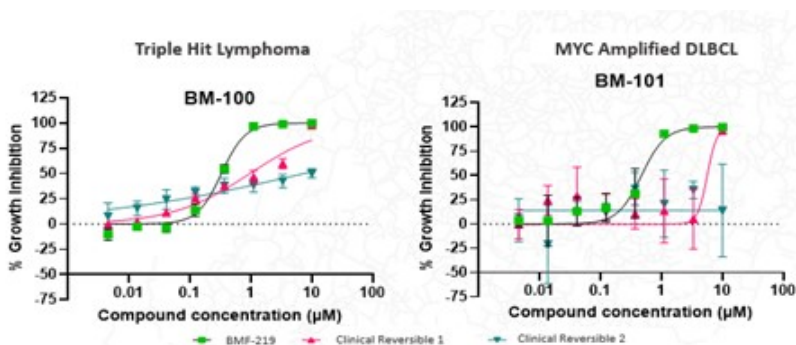 Triple Hit Lymphoma
BM-100
% Growth Inhibition
125
100
75
50
25
0
-25
-50
-75
0.01 0.1 1 10 100
Compound concentration (µM)
MYC Amplified DLBCL
BM-101
% Growth Inhibition
125
100
75
50
25
0
-25
-50
-75
0.01 0.1 1 10 100
Compound concentration (µM)
BMF-219 Clinical Reversible 1 Clinical Reversible 2